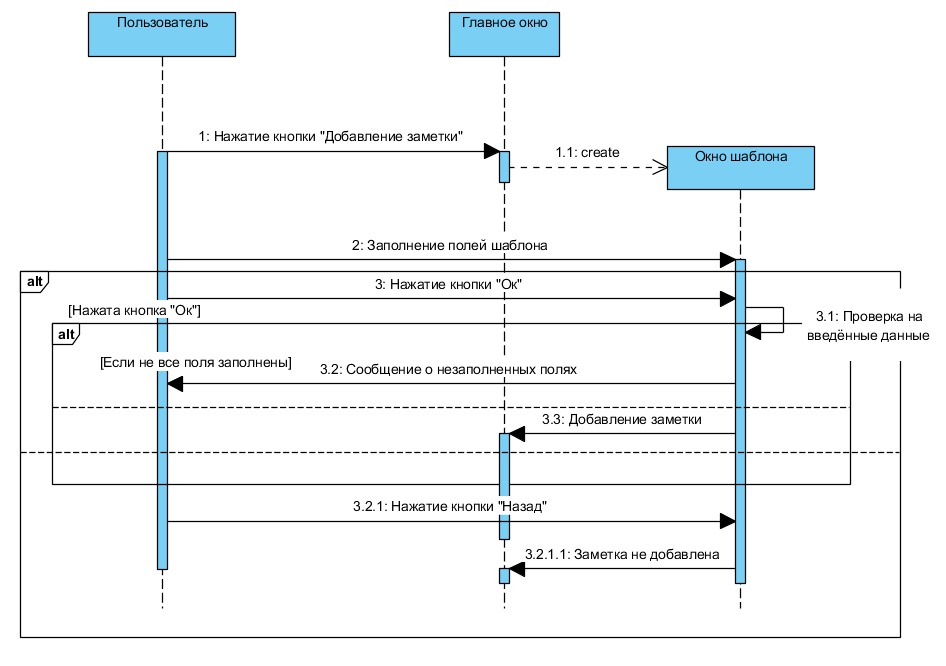 Пользователь
Главное окно
1: Нажатие кнопки "Добавление заметки"
1.1: create
Окно шаблона
2: Заполнение полей шаблона
alt
3: Нажатие кнопки "Ок"
[Нажата кнопка "Ок"]
3.1: Проверка на
введённые данные
alt
[Если не все поля заполнены]
3.2: Сообщение о незаполненных полях
3.3: Добавление заметки
3.2.1: Нажатие кнопки "Назад"
3.2.1.1: Заметка не добавлена